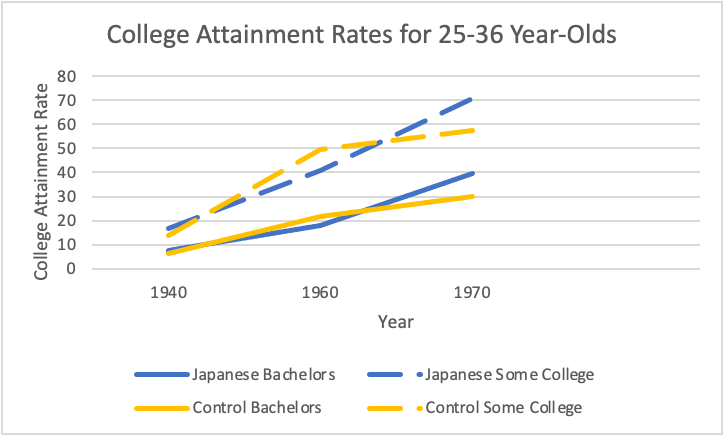 College Attainment Rates for 25-36 Year-Olds
80
70
60
50
40
30
20
10
0
College Attainment Rate
1940 1960 1970
Year
Japanese Bachelors Japanese Some College
Control Bachelors Control Some College